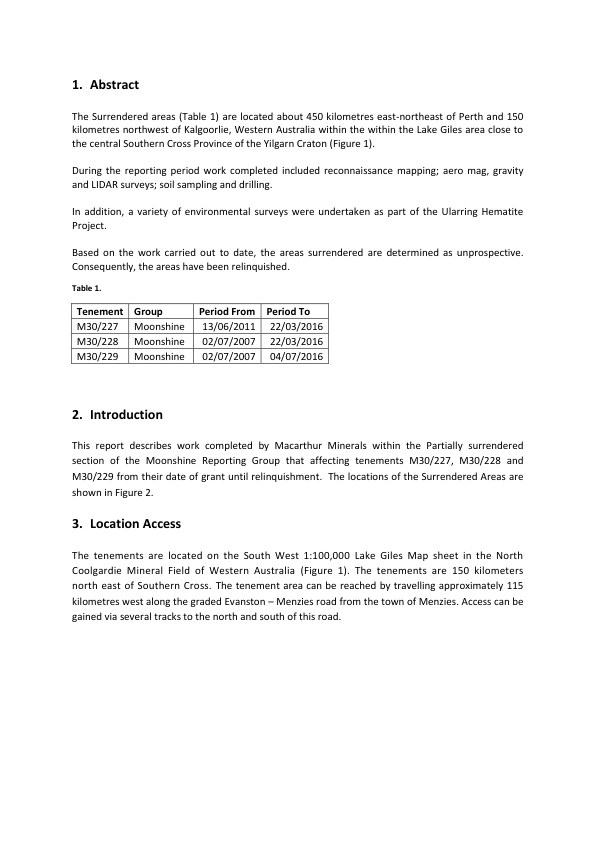 1. Abstract
The Surrendered areas (Table 1) are located about 450 kilometres east-northeast of Perth and 150
kilometres northwest of Kalgoorlie, Western Australia within the within the Lake Giles area close to
the central Southern Cross Province of the Yilgarn Craton (Figure 1).
During the reporting period work completed included reconnaissance mapping; aero mag, gravity
and LIDAR surveys; soil sampling and drilling.
In addition, a variety of environmental surveys were undertaken as part of the Ularring Hematite
Project.
Based on the work carried out to date, the areas surrendered are determined as unprospective.
Consequently, the areas have been relinquished.
Table 1.
Tenement Group Period From Period To
M30/227 Moonshine 13/06/2011 22/03/2016
M30/228 Moonshine 02/07/2007 22/03/2016
M30/229 Moonshine 02/07/2007 04/07/2016
2. Introduction
This report describes work completed by Macarthur Minerals within the Partially surrendered
section of the Moonshine Reporting Group that affecting tenements M30/227, M30/228 and
M30/229 from their date of grant until relinquishment. The locations of the Surrendered Areas are
shown in Figure 2.
3. Location Access
The tenements are located on the South West 1:100,000 Lake Giles Map sheet in the North
Coolgardie Mineral Field of Western Australia (Figure 1). The tenements are 150 kilometers
north east of Southern Cross. The tenement area can be reached by travelling approximately 115
kilometres west along the graded Evanston – Menzies road from the town of Menzies. Access can be
gained via several tracks to the north and south of this road.